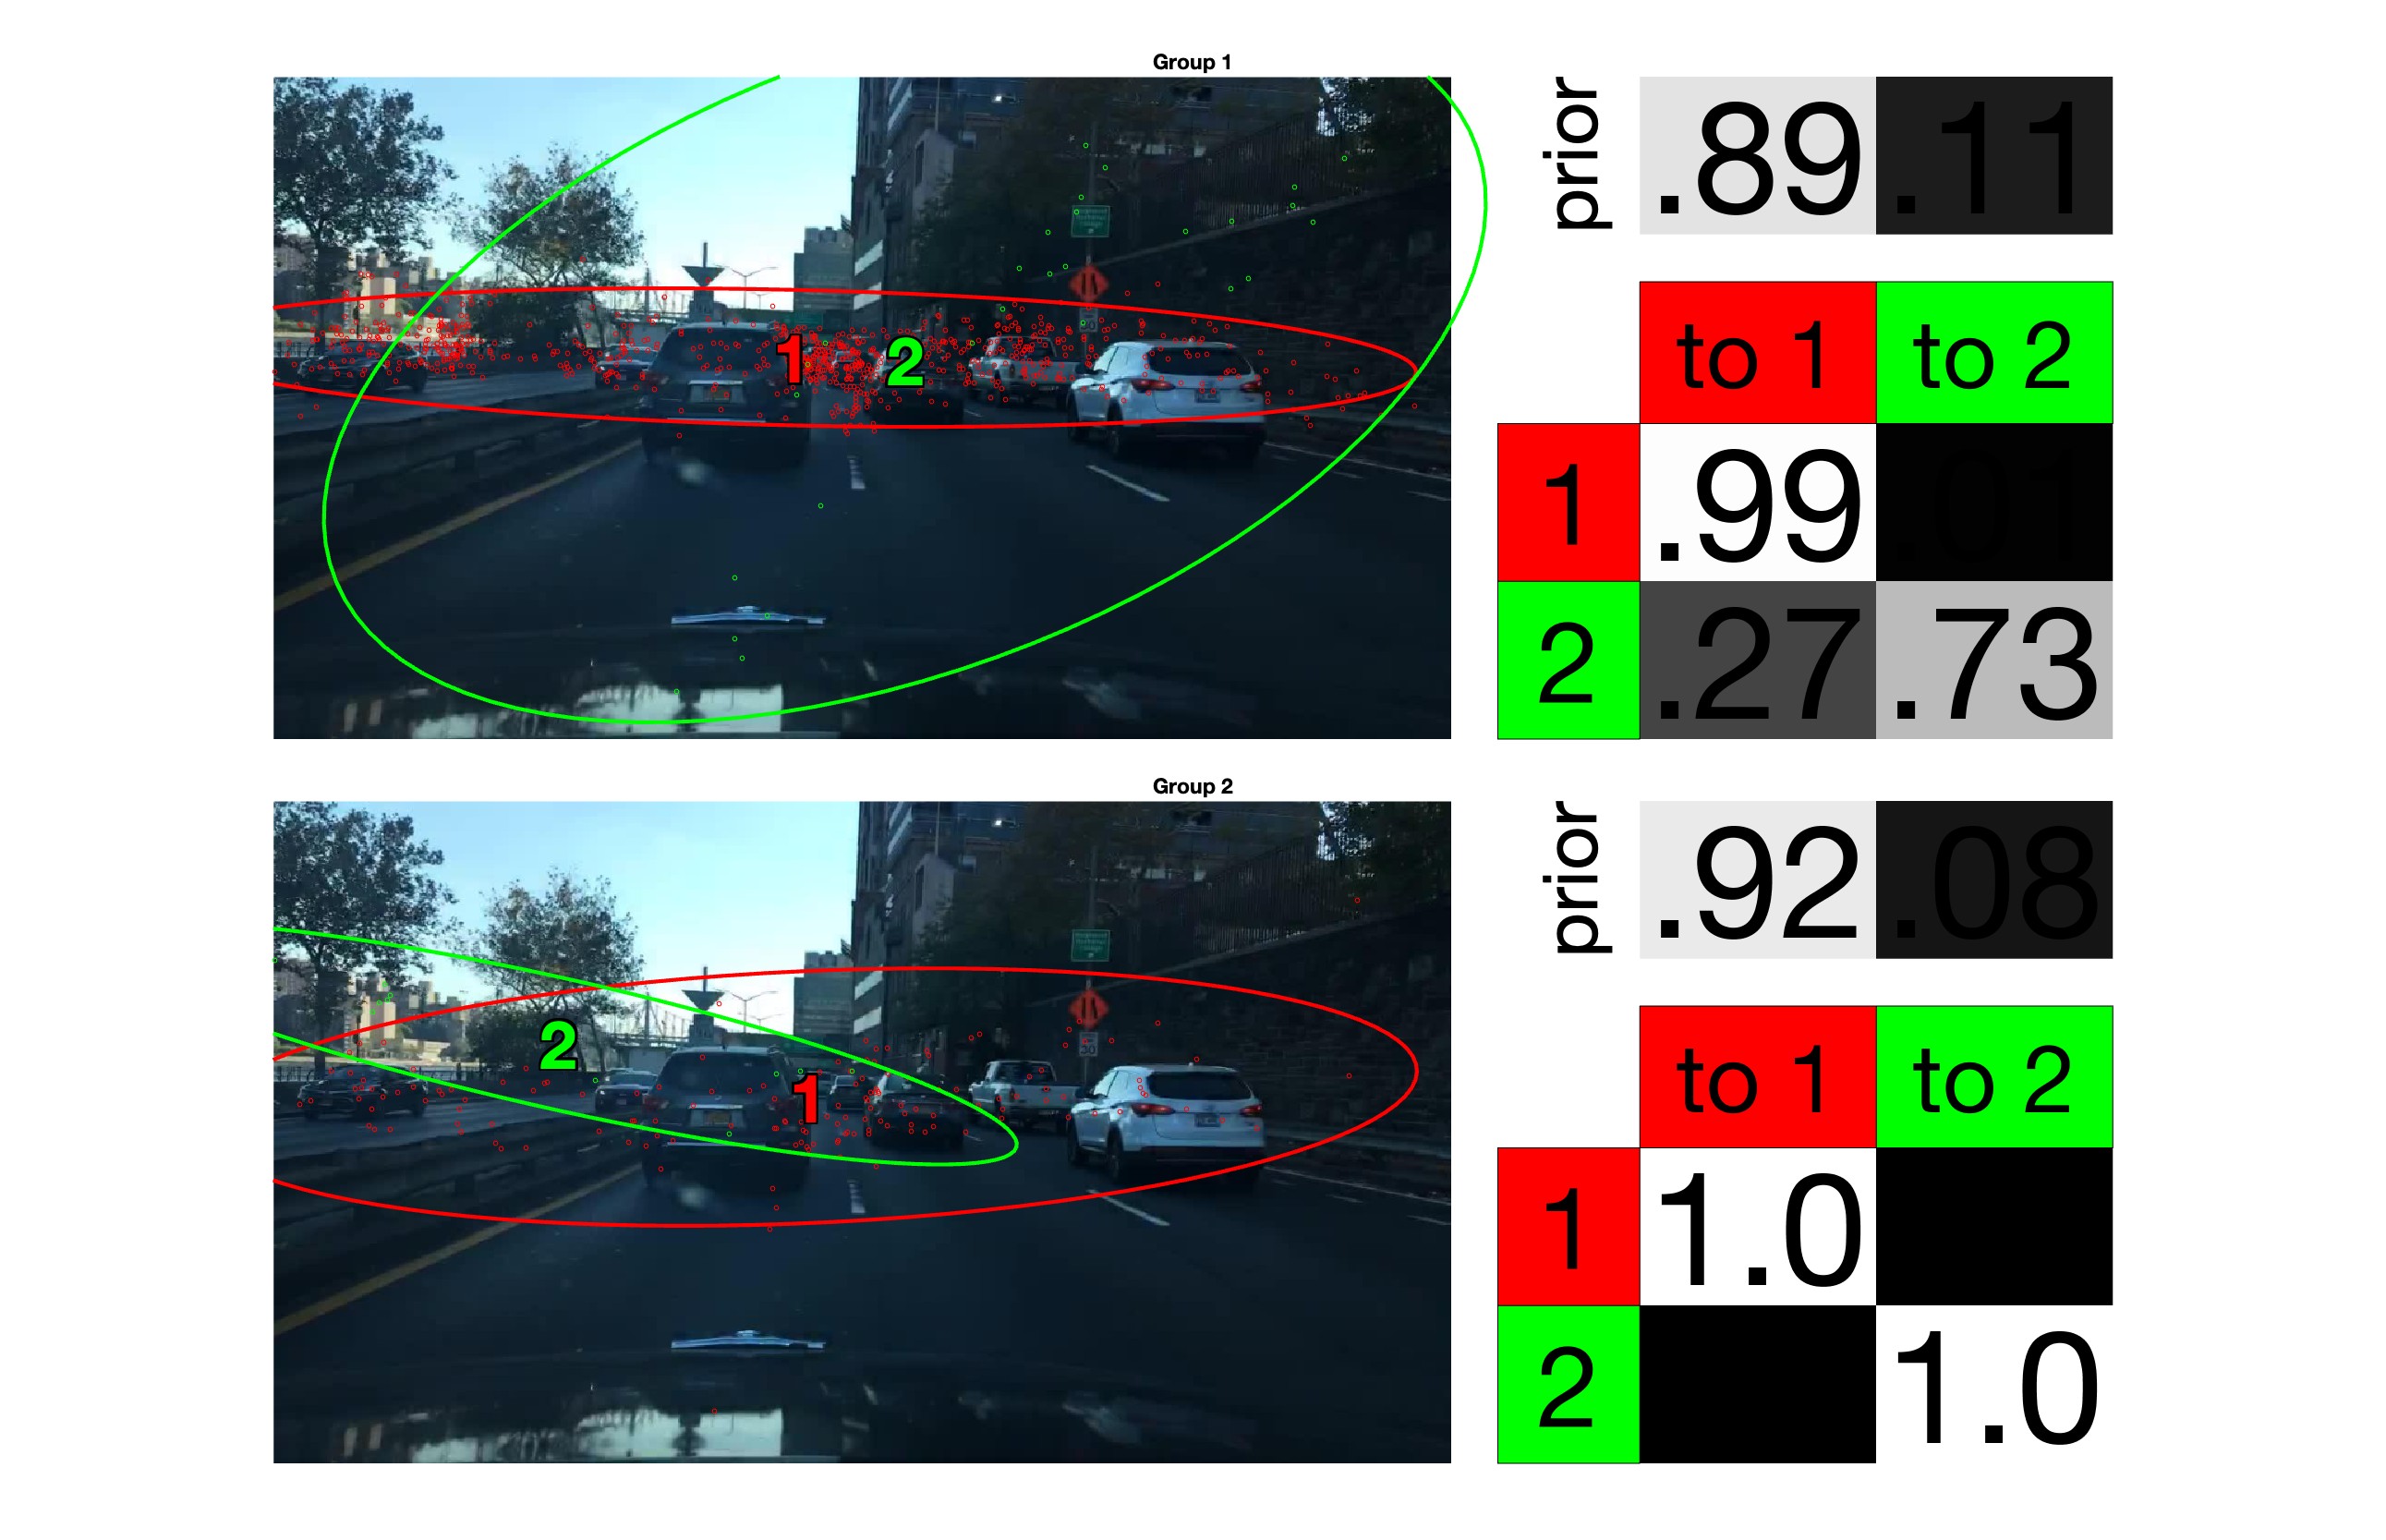 Group 1
1
2
prior
.89 .11
to 1 to 2
1 .99 .01
2 .27 .73
Group 2
2
1
prior
.92 .08
to 1 to 2
1 1.0
2 1.0